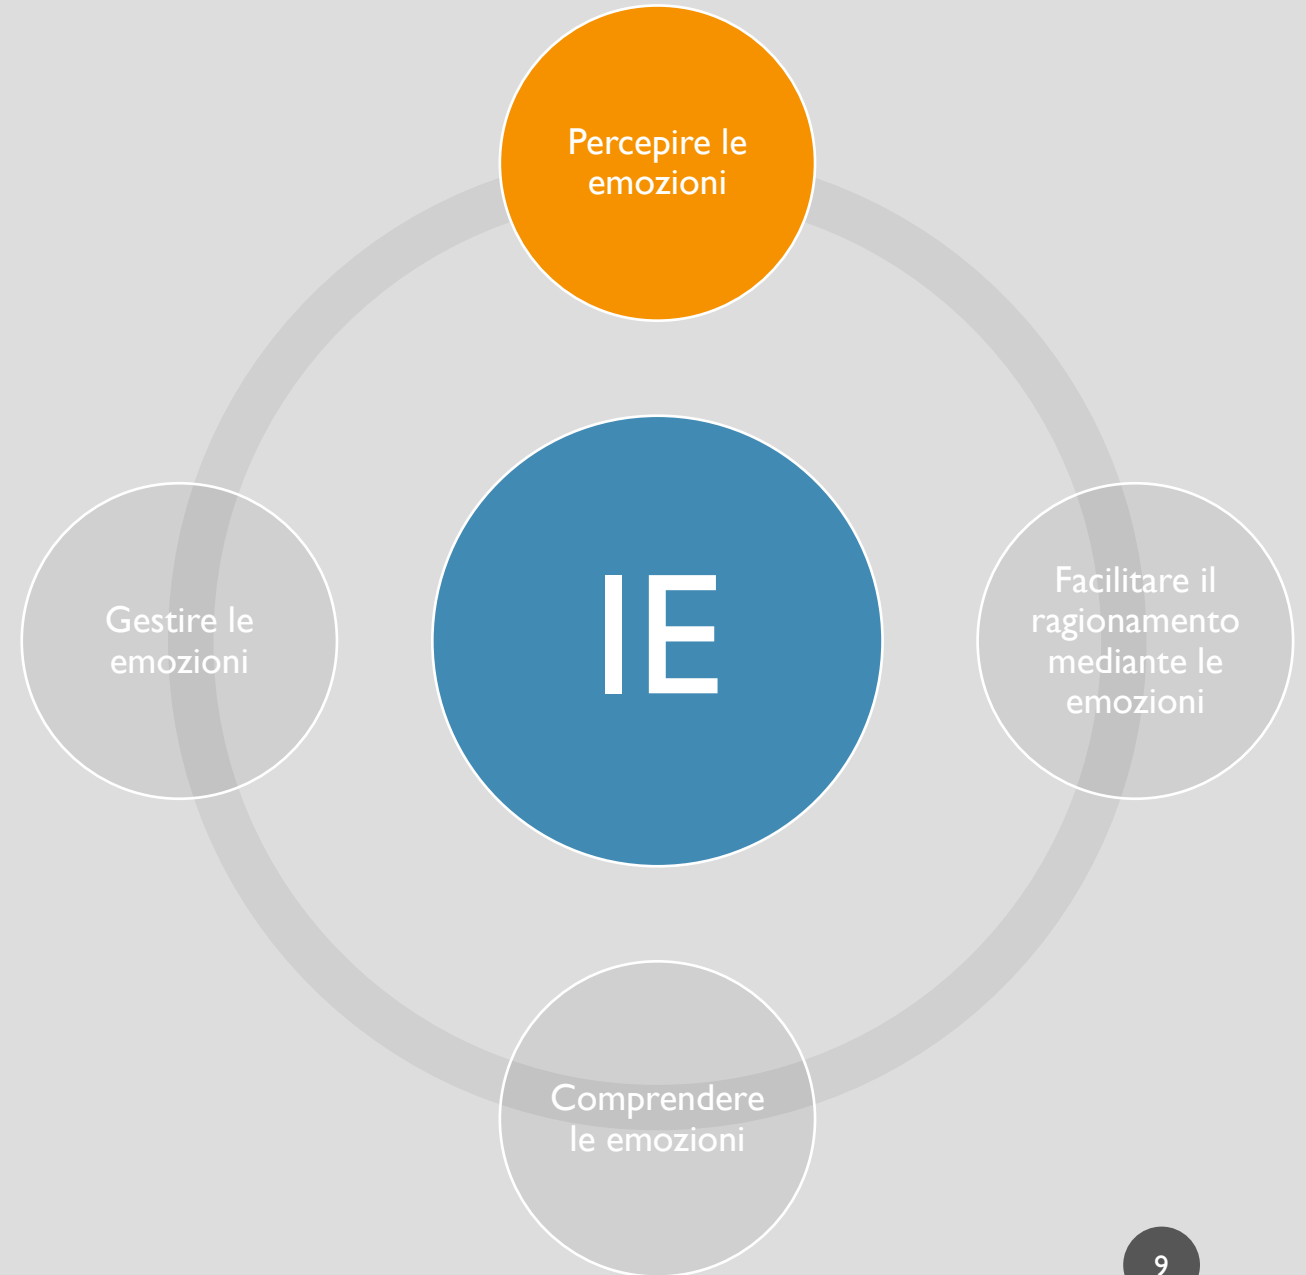 Percepire le
emozioni
IE
Gestire le
emozioni
Facilitare il
ragionamento
mediante le
emozioni
Comprendere
le emozioni
9